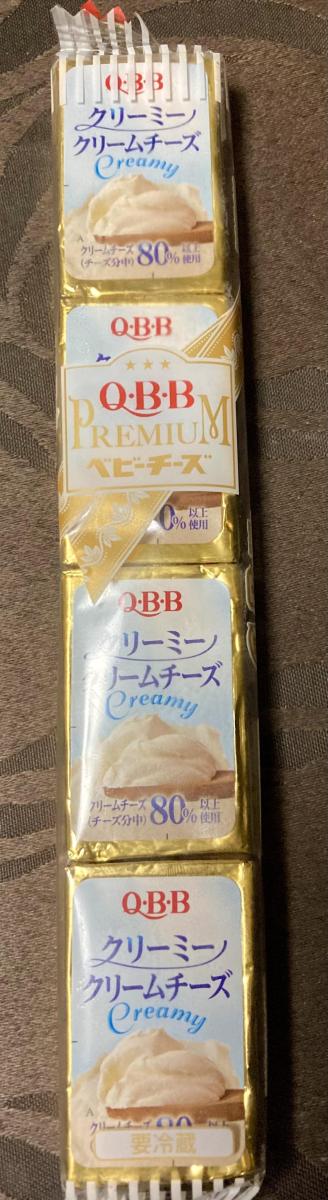 Q・B・B
クリーミー
クリームチーズ
Creamy
クリームチーズ
(チーズ分中)
80%
以上
使用
Q・B・B
Q・B・B
PREMIUM
ベビーチーズ
0%
以上
使用
Q・B・B
クリーミー
クリームチーズ
Creamy
クリームチーズ
(チーズ分中)
80%
以上
使用
Q・B・B
クリーミー
クリームチーズ
Creamy
要冷蔵